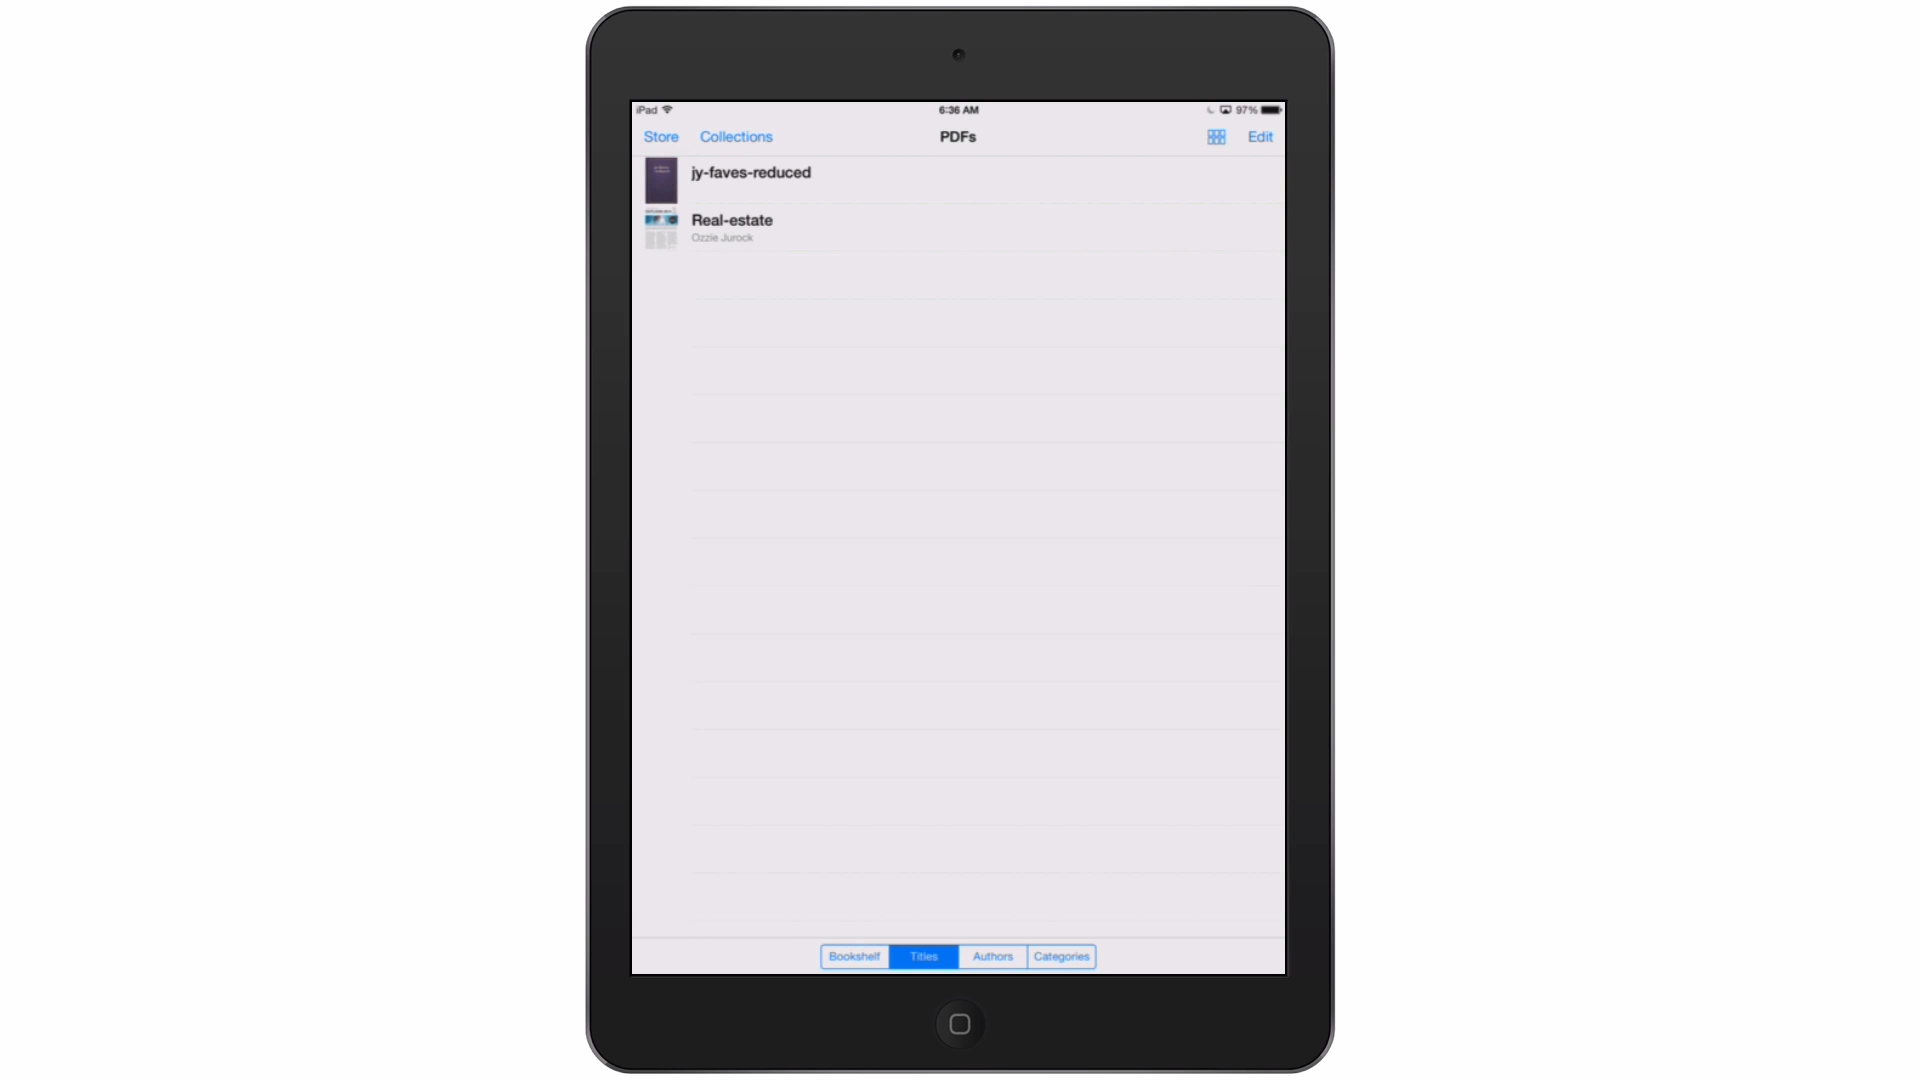 iPad 6:36 AM 97%
Store Collections PDFs Edit
jy-faves-reduced
Real-estate
Ozzie Jurock
Bookshelf Titles Authors Categories